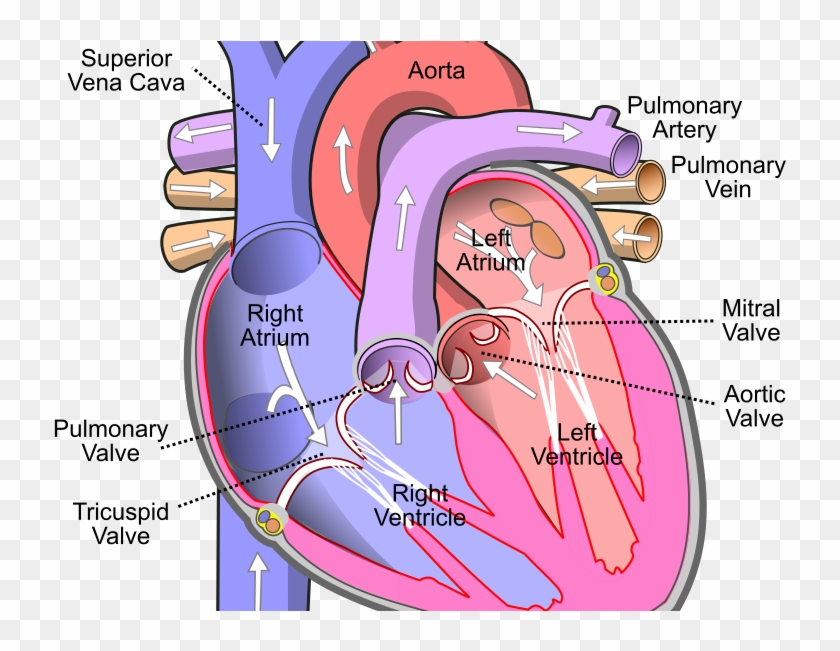 Superior
Vena Cava
Aorta
Pulmonary
Artery
Pulmonary
Vein
Left
Atrium
Right
Atrium
Mitral
Valve
Aortic
Valve
Pulmonary
Valve
Left
Ventricle
Right
Ventricle
Tricuspid
Valve